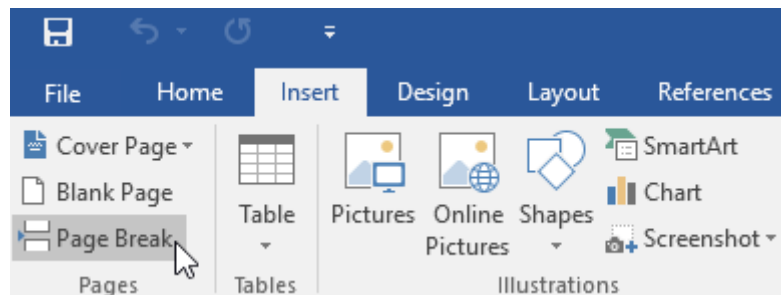 File Home Insert Design Layout References
Cover Page
Blank Page
Page Break
Pages
Table
Tables
Pictures
Online
Pictures
Shapes
SmartArt
Chart
Screenshot
Illustrations